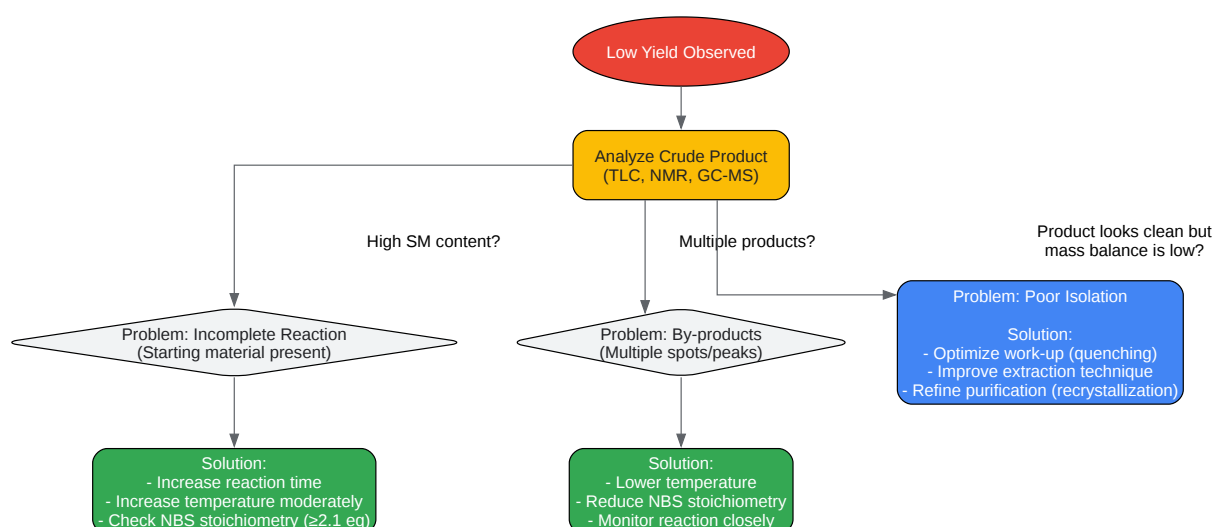 Low Yield Observed
Analyze Crude Product
(TLC, NMR, GC-MS)
High SM content?
Multiple products?
Product looks clean but
mass balance is low?
Problem: Incomplete Reaction
(Starting material present)
Problem: By-products
(Multiple spots/peaks)
Problem: Poor Isolation
Solution:
- Optimize work-up (quenching)
- Improve extraction technique
- Refine purification (recrystallization)
Solution:
- Increase reaction time
- Increase temperature moderately
- Check NBS stoichiometry (≥2.1 eq)
Solution:
- Lower temperature
- Reduce NBS stoichiometry
- Monitor reaction closely